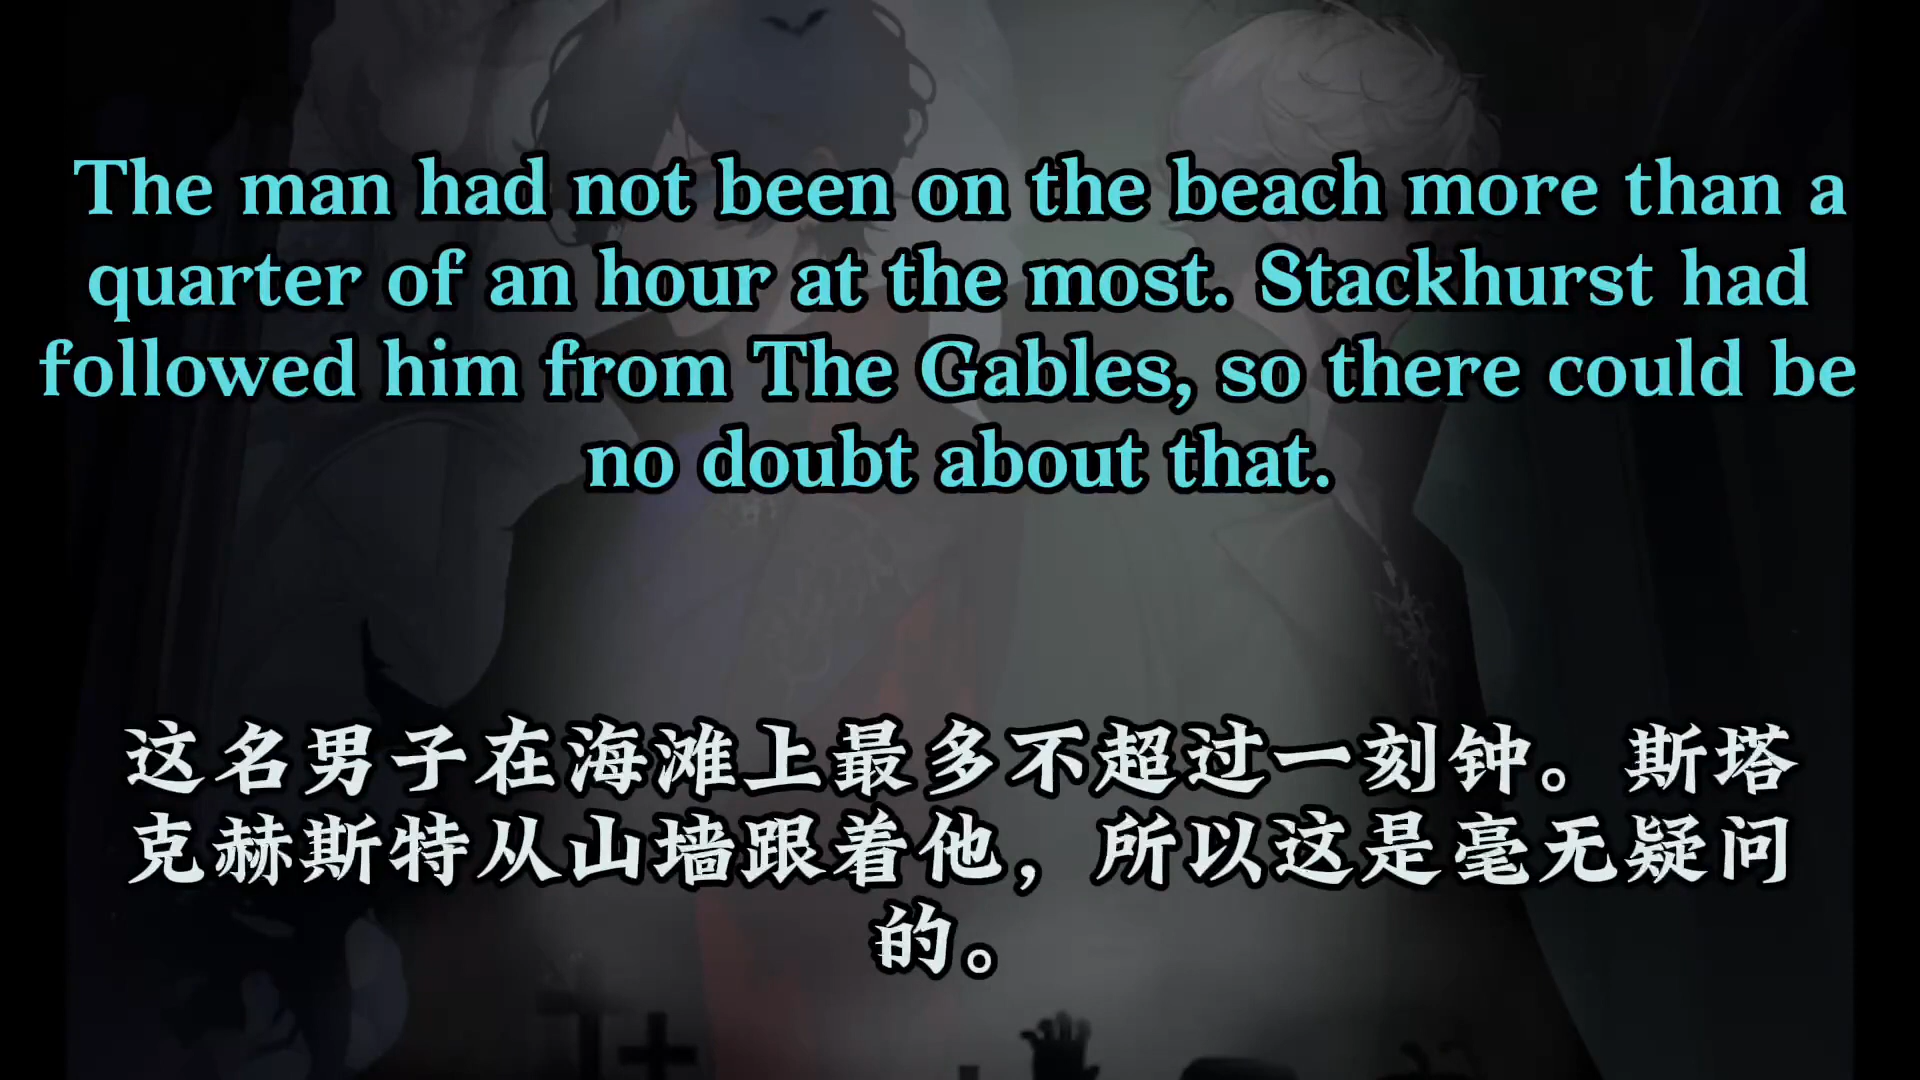 The man had not been on the beach more than a
quarter of an hour at the most. Stackhurst had
followed him from The Gables, so there could be
no doubt about that.
这名男子在海滩上最多不超过一刻钟。斯塔
克赫斯特从山墙跟着他，所以这是毫无疑问
的。